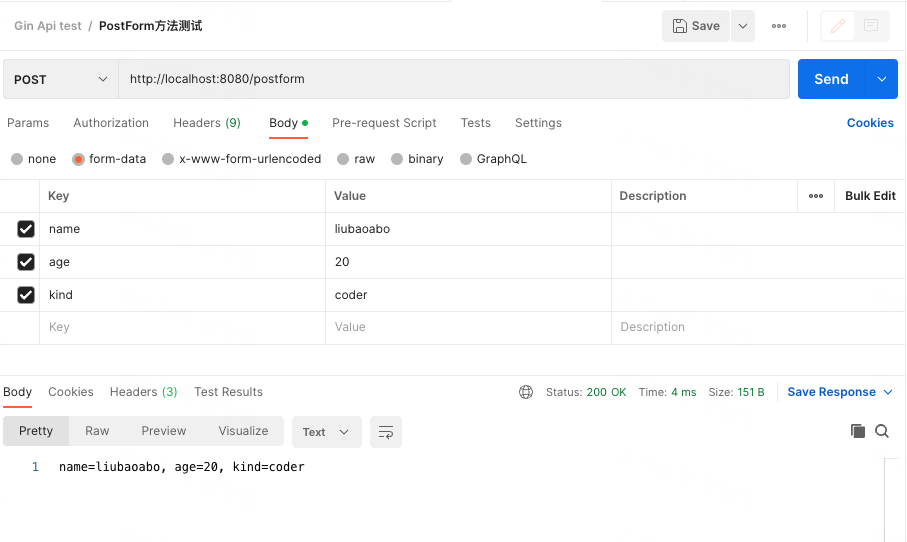 Gin Api test / PostForm方法测试 Save
POST http://localhost:8080/postform Send
Params Authorization Headers (9) Body Pre-request Script Tests Settings Cookies
none form-data x-www-form-urlencoded raw binary GraphQL
Key Value Description Bulk Edit
name liubaoabo
age 20
kind coder
Key Value Description
Body Cookies Headers (3) Test Results Status: 200 OK Time: 4 ms Size: 151 B Save Response
Pretty Raw Preview Visualize Text
1 name=liubaoabo, age=20, kind=coder